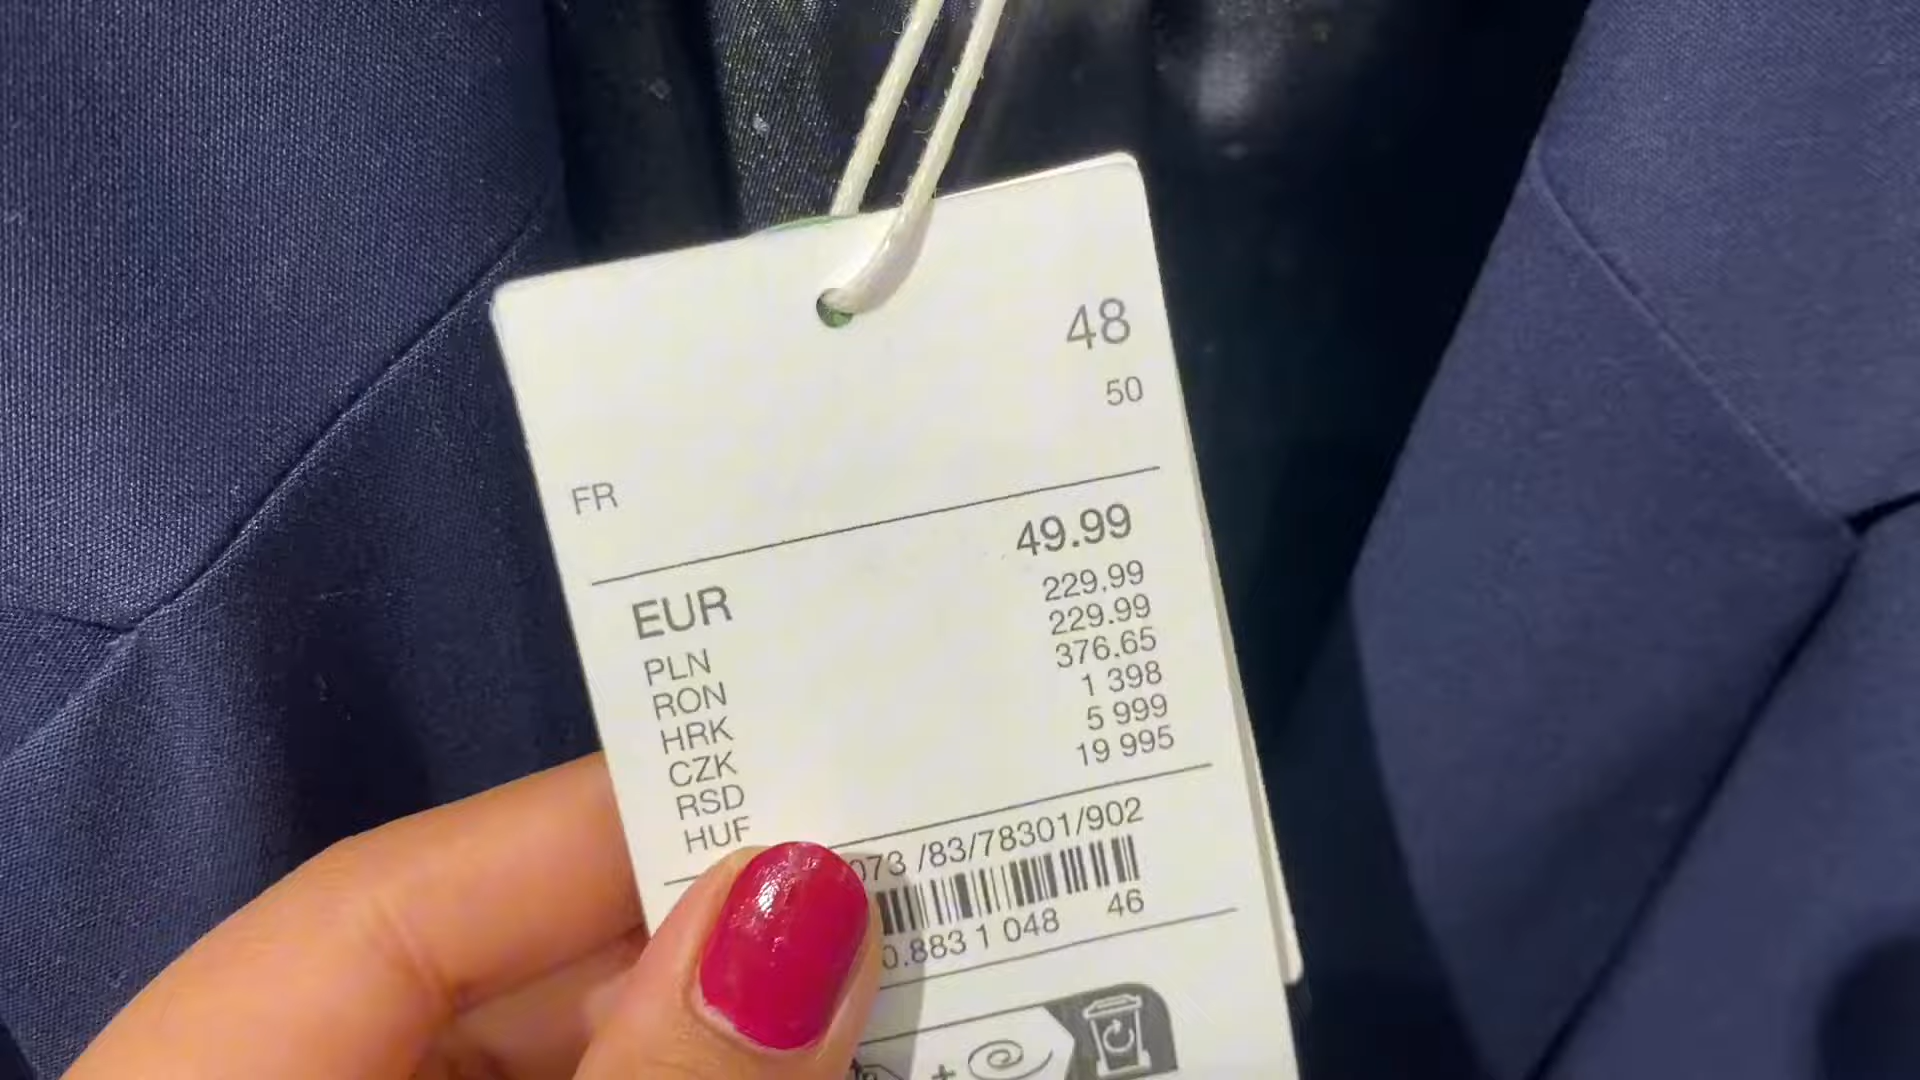 48
FR 50
EUR 49.99
PLN 229.99
RON 229.99
HRK 376.65
CZK 1 398
RSD 5 999
HUF 19 995
073 /83/78301/902
0.883 1 048 46
+